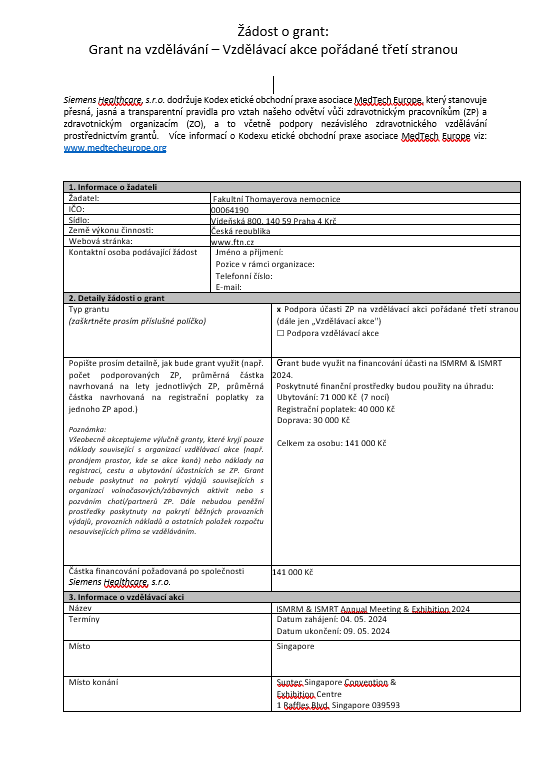 Žádost o grant:
Grant na vzdělávání – Vzdělávací akce pořádané třetí stranou
Siemens Healthcare, s.r.o. dodržuje Kodex etické obchodní praxe asociace MedTech Europe, který stanovuje
přesná, jasná a transparentní pravidla pro vztah našeho odvětví vůči zdravotnickým pracovníkům (ZP) a
zdravotnickým organizacím (ZO), a to včetně podpory nezávislého zdravotnického vzdělávání
prostřednictvím grantů. Více informací o Kodexu etické obchodní praxe asociace MedTech Europe viz:
www.medtecheurope.org
1. Informace o žadateli
Žadatel: Fakultní Thomayerova nemocnice
IČO: 00064190
Sídlo: Vídeňská 800, 140 59 Praha 4 Krč
Země výkonu činnosti: Česká republika
Webová stránka: www.ftn.cz
Kontaktní osoba podávající žádost Jméno a příjmení:
Pozice v rámci organizace:
Telefonní číslo:
E-mail:
2. Detaily žádosti o grant
Typ grantu
(zaškrtněte prosím příslušné políčko)
x Podpora účasti ZP na vzdělávací akci pořádané třetí stranou
(dále jen „Vzdělávací akce")
☐ Podpora vzdělávací akce
Popište prosím detailně, jak bude grant využit (např.
počet podporovaných ZP, průměrná částka
navrhovaná na lety jednotlivých ZP, průměrná
částka navrhovaná na registrační poplatky za
jednoho ZP apod.)
Poznámka:
Všeobecně akceptujeme výlučně granty, které kryjí pouze
náklady související s organizací vzdělávací akce (např.
pronájem prostor, kde se akce koná) nebo náklady na
registraci, cestu a ubytování účastnících se ZP. Grant
nebude poskytnut na pokrytí výdajů souvisejících s
organizací volnočasových/zábavných aktivit nebo s
pozváním chotí/partnerů ZP. Dále nebudou peněžní
prostředky poskytnuty na pokrytí běžných provozních
výdajů, provozních nákladů a ostatních položek rozpočtu
nesouvisejících přímo se vzděláváním.
Grant bude využit na financování účasti na ISMRM & ISMRT
2024.
Poskytnuté finanční prostředky budou použity na úhradu:
Ubytování: 71 000 Kč (7 nocí)
Registrační poplatek: 40 000 Kč
Doprava: 30 000 Kč
Celkem za osobu: 141 000 Kč
Částka financování požadovaná po společnosti
Siemens Healthcare, s.r.o.
141 000 Kč
3. Informace o vzdělávací akci
Název ISMRM & ISMRT Annual Meeting & Exhibition 2024
Termíny Datum zahájení: 04. 05. 2024
Datum ukončení: 09. 05. 2024
Místo Singapore
Místo konání Suntec Singapore Convention &
Exhibition Centre
1 Raffles Blvd, Singapore 039593